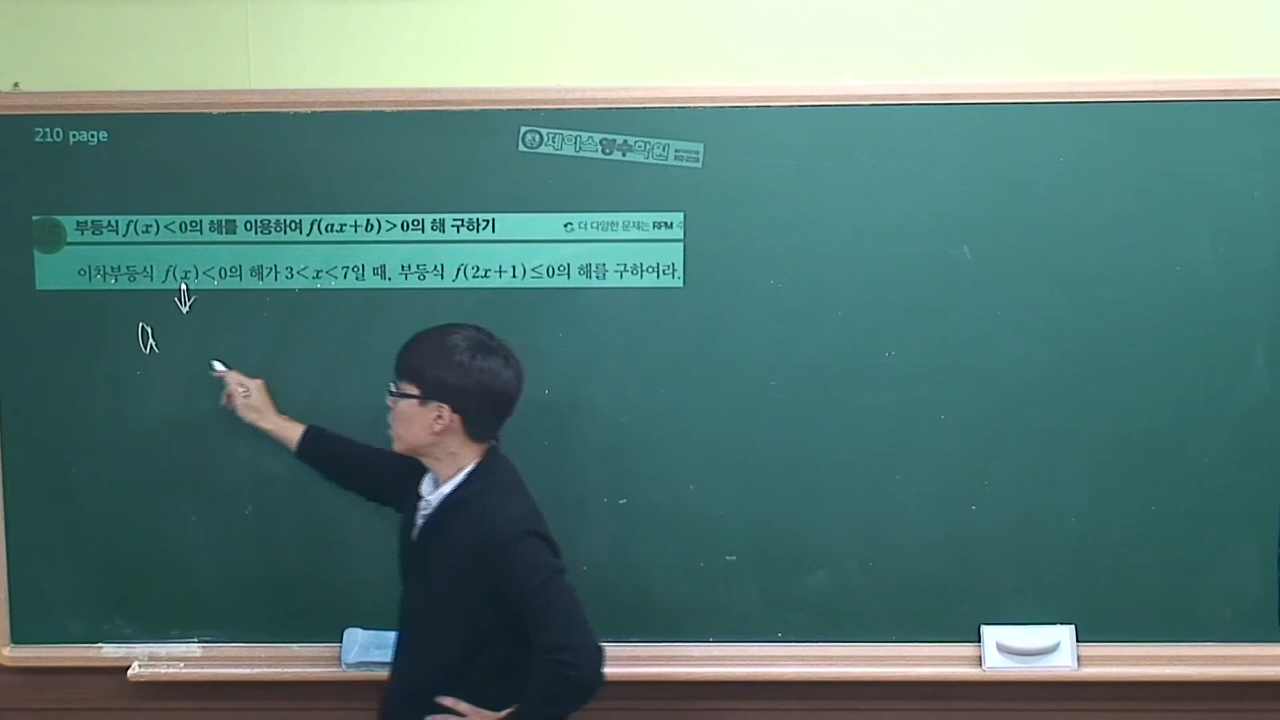 210 page
제이스영수학원
부등식 f(x)<0의 해를 이용하여 f(ax+b)>0의 해 구하기
더 다양한 문제는 RPM
이차부등식 f(x)<0의 해가 3<x<7일 때, 부등식 f(2x+1)≤0의 해를 구하여라.
a